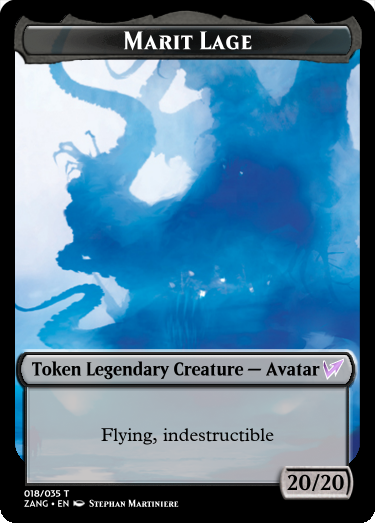 Marit Lage
Token Legendary Creature — Avatar
Flying, indestructible
20/20
018/035 T
ZANG • EN Stephan Martiniere